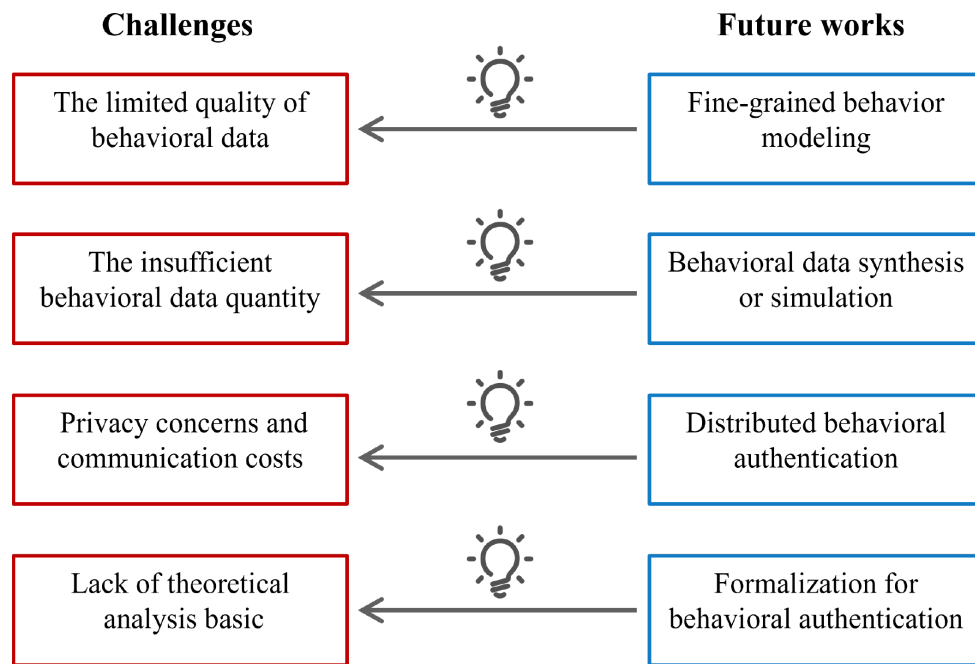 Challenges
Future works
The limited quality of
behavioral data
Fine-grained behavior
modeling
The insufficient
behavioral data quantity
Behavioral data synthesis
or simulation
Privacy concerns and
communication costs
Distributed behavioral
authentication
Lack of theoretical
analysis basic
Formalization for
behavioral authentication